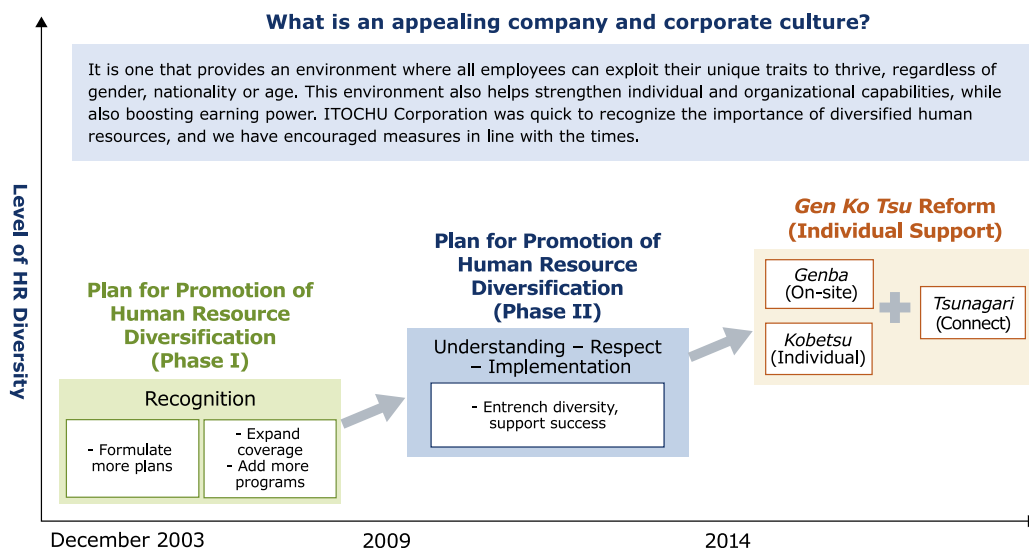 What is an appealing company and corporate culture?
It is one that provides an environment where all employees can exploit their unique traits to thrive, regardless of
gender, nationality or age. This environment also helps strengthen individual and organizational capabilities, while
also boosting earning power. ITOCHU Corporation was quick to recognize the importance of diversified human
resources, and we have encouraged measures in line with the times.
Level of HR Diversity
Plan for Promotion of
Human Resource
Diversification
(Phase I)
Recognition
- Formulate
more plans
- Expand
coverage
- Add more
programs
Plan for Promotion of
Human Resource
Diversification
(Phase II)
Understanding – Respect
– Implementation
- Entrench diversity,
support success
Gen Ko Tsu Reform
(Individual Support)
Genba
(On-site)
Kobetsu
(Individual)
Tsunagari
(Connect)
December 2003
2009
2014